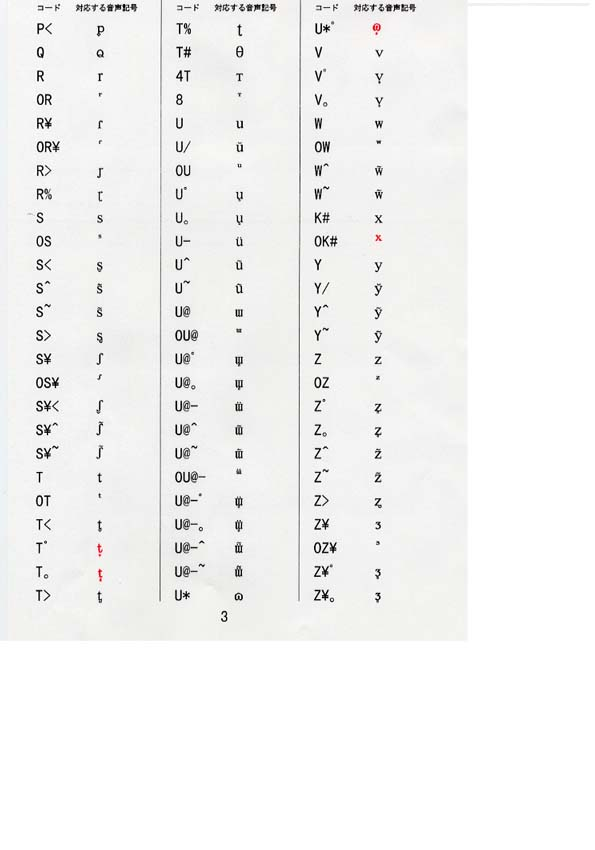 コード 対応する音声記号
P< p
Q Q
R r
0R ʳ
R¥ ɾ
0R¥
R> ɼ
R% ɽ
S s
0S ˢ
S< s̬
S^ s̃
S~ s̃
S> ʂ
S¥ ʃ
0S¥ ᶴ
S¥< ʃ̬
S¥^ ʃ̃
S¥~ ʃ̃
T t
0T ᵗ
T< t̬
T°
T｡
T>
コード 対応する音声記号
T% ʈ
T# θ
4T т
8
U u
U/ ŭ
0U ᵘ
U° u̥
U｡ u̥
U- ü
U^ ũ
U~ ũ
U@ ɯ
0U@ ᵚ
U@° ɯ̥
U@｡ ɯ̥
U@- ɯ̈
U@^ ɯ̃
U@~ ɯ̃
0U@-
U@-° ɯ̥̈
U@-｡ ɯ̥̈
U@-^
U@-~
U* ɷ
コード 対応する音声記号
U*° ɷ̥
V v
V° v̥
V｡ v̥
W w
0W ʷ
W^ w̃
W~ w̃
K# x
0K# ˣ
Y y
Y/ y̆
Y^ ỹ
Y~ ỹ
Z z
0Z ᶻ
Z° z̥
Z｡ z̥
Z^ z̃
Z~ z̃
Z> ʐ
Z¥ ʒ
0Z¥ ᶾ
Z¥° ʒ̥
Z¥｡ ʒ̥
3